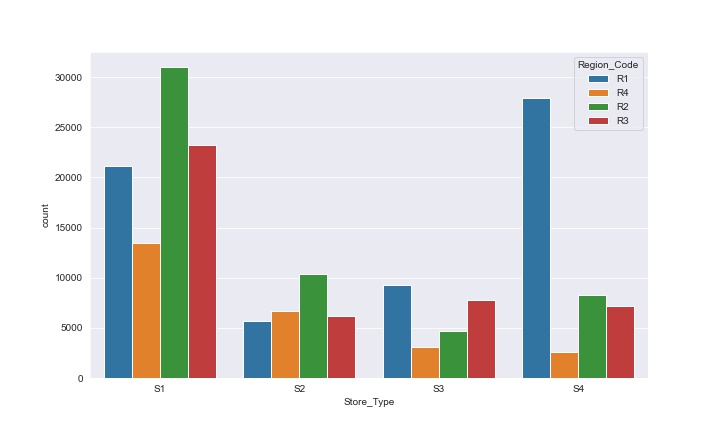 Region_Code
R1
R4
R2
R3
30000
25000
20000
15000
10000
5000
0
count
S1 S2 S3 S4
Store_Type